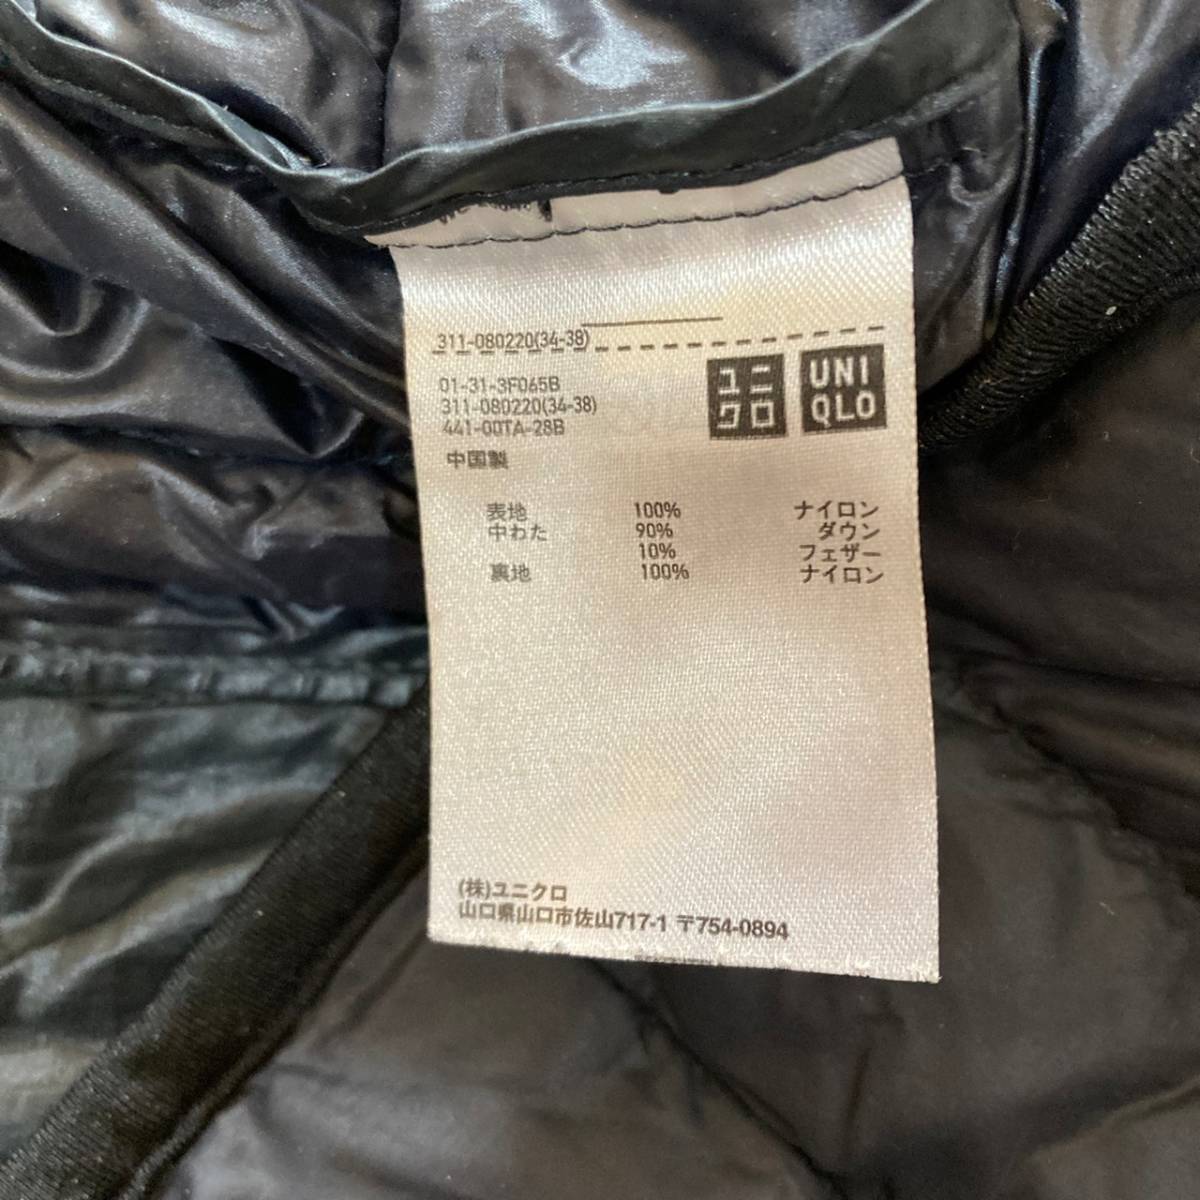 311-080220(34-38)
01-31-3F065B
311-080220(34-38)
441-00TA-28B
中国製
ユニ
クロ
UNI
QLO
表地 100% ナイロン
中わた 90% ダウン
10% フェザー
裏地 100% ナイロン
(株)ユニクロ
山口県山口市佐山717-1 〒754-0894